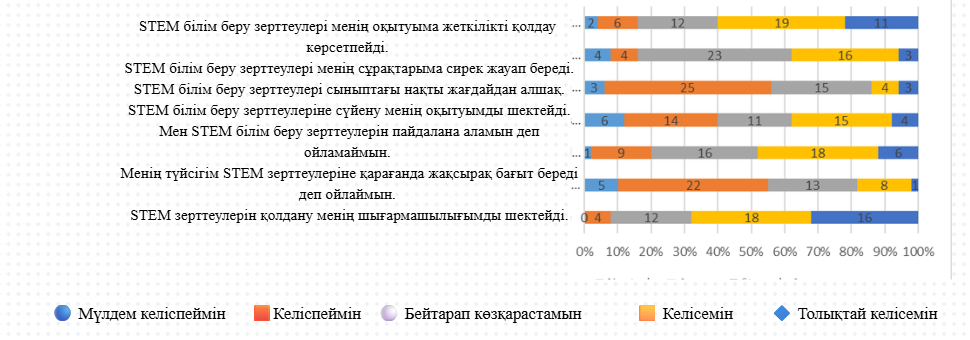 STEM білім беру зерттеулері менің оқытуыма жеткілікті қолдау
көрсетпейді.
STEM білім беру зерттеулері менің сұрақтарыма сирек жауап береді.
STEM білім беру зерттеулері сыныптағы нақты жағдайдан алшақ.
STEM білім беру зерттеулеріне сүйену менің оқытуымды шектейді.
Мен STEM білім беру зерттеулерін пайдалана аламын деп
ойламаймын.
Менің түйсігім STEM зерттеулеріне қарағанда жақсырақ бағыт береді
деп ойлаймын.
STEM зерттеулерін қолдану менің шығармашылығымды шектейді.
... 2 6 12 19 11
... 4 4 23 16 3
... 3 25 15 4 3
... 6 14 11 15 4
... 1 9 16 18 6
... 5 22 13 8 1
0 4 12 18 16
0% 10% 20% 30% 40% 50% 60% 70% 80% 90% 100%
Мүлдем келіспеймін Келіспеймін Бейтарап көзқарастамын Келісемін Толықтай келісемін